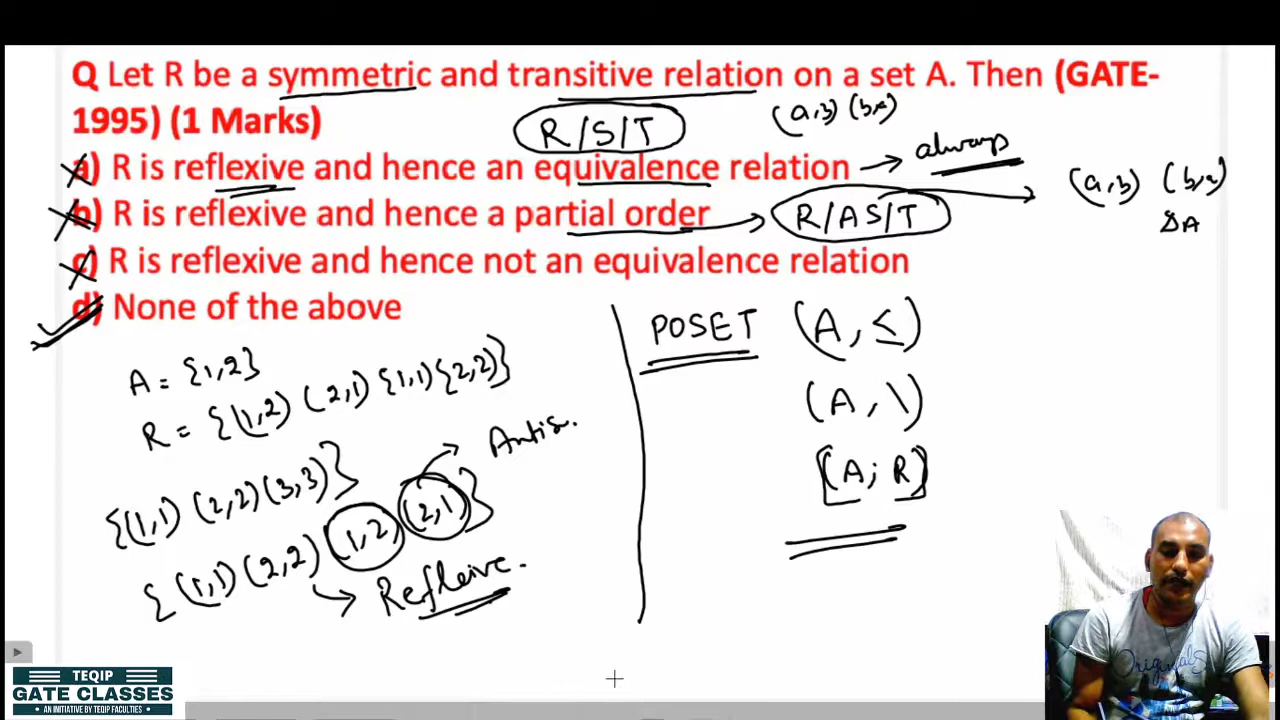 Q Let R be a symmetric and transitive relation on a set A. Then (GATE-
1995) (1 Marks)
R/S/T
(a,b) (b,a)
a) R is reflexive and hence an equivalence relation
always
b) R is reflexive and hence a partial order
R/AS/T
(a,b) (b,a)
c) R is reflexive and hence not an equivalence relation
d) None of the above
A = {1,2}
R = {(1,2) (2,1) {1,1) {2,2)}
{(1,1) (2,2) (3,3)}
Antis.
{(1,1) (2,2) (1,2) (2,1)}
Refleive.
POSET (A, ≤)
(A, \)
[(A; R)]
Original
TEQIP
GATE CLASSES
AN INITIATIVE BY TEQIP FACULTIES